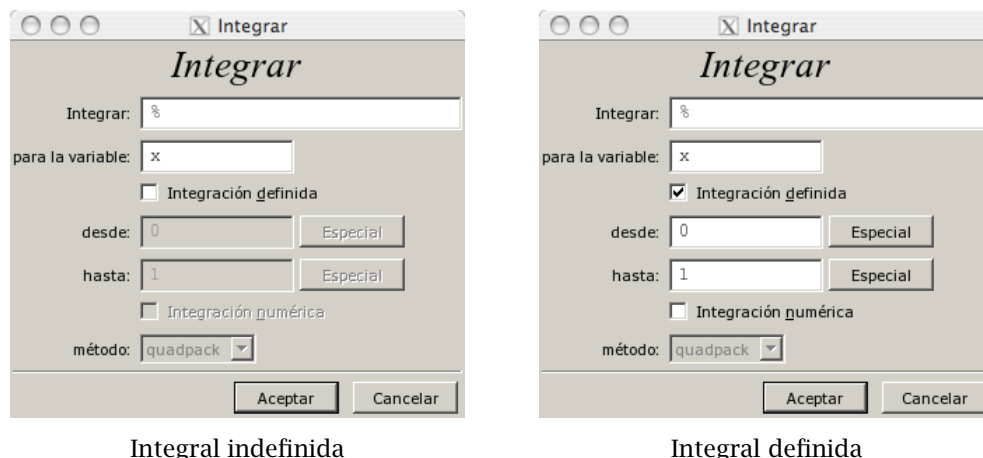 Integrar
Integrar
Integrar: %
para la variable: x
Integración definida
desde: 0 Especial
hasta: 1 Especial
Integración numérica
método: quadpack
Aceptar Cancelar
Integral indefinida
Integrar
Integrar
Integrar: %
para la variable: x
Integración definida
desde: 0 Especial
hasta: 1 Especial
Integración numérica
método: quadpack
Aceptar Cancelar
Integral definida